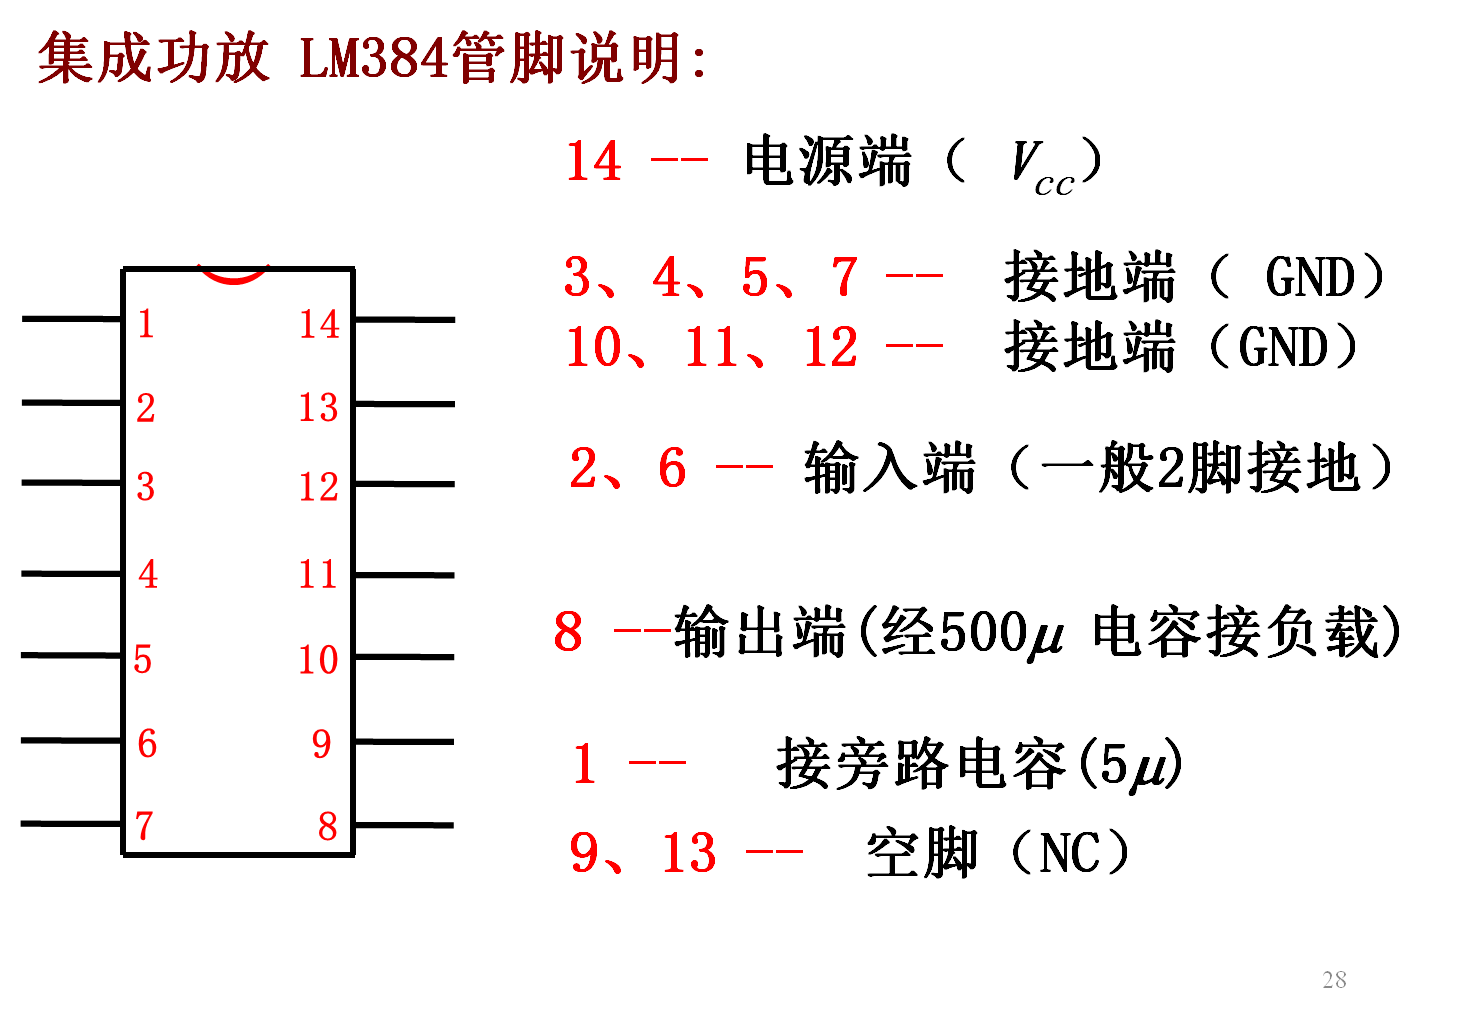 集成功放 LM384管脚说明:
14 -- 电源端（ Vcc）
3、4、5、7 -- 接地端（ GND）
10、11、12 -- 接地端（GND）
2、6 -- 输入端（一般2脚接地）
8 --输出端(经500μ 电容接负载)
1 -- 接旁路电容(5μ)
9、13 -- 空脚（NC）
1 14
2 13
3 12
4 11
5 10
6 9
7 8
28